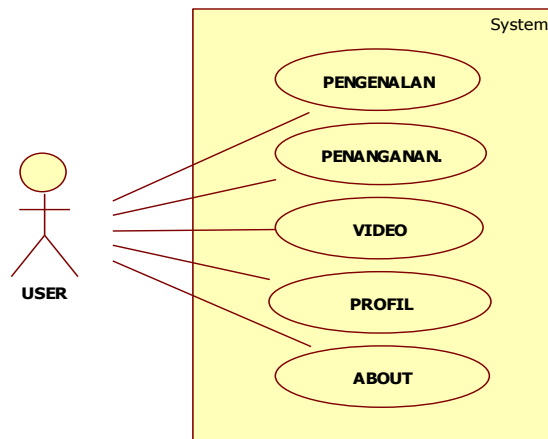 System
PENGENALAN
PENANGANAN.
VIDEO
USER
PROFIL
ABOUT